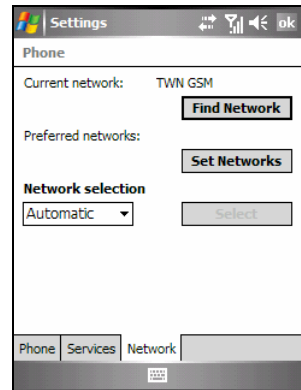 Settings
ok
Phone
Current network: TWN GSM
Find Network
Preferred networks:
Set Networks
Network selection
Automatic
Select
Phone Services Network